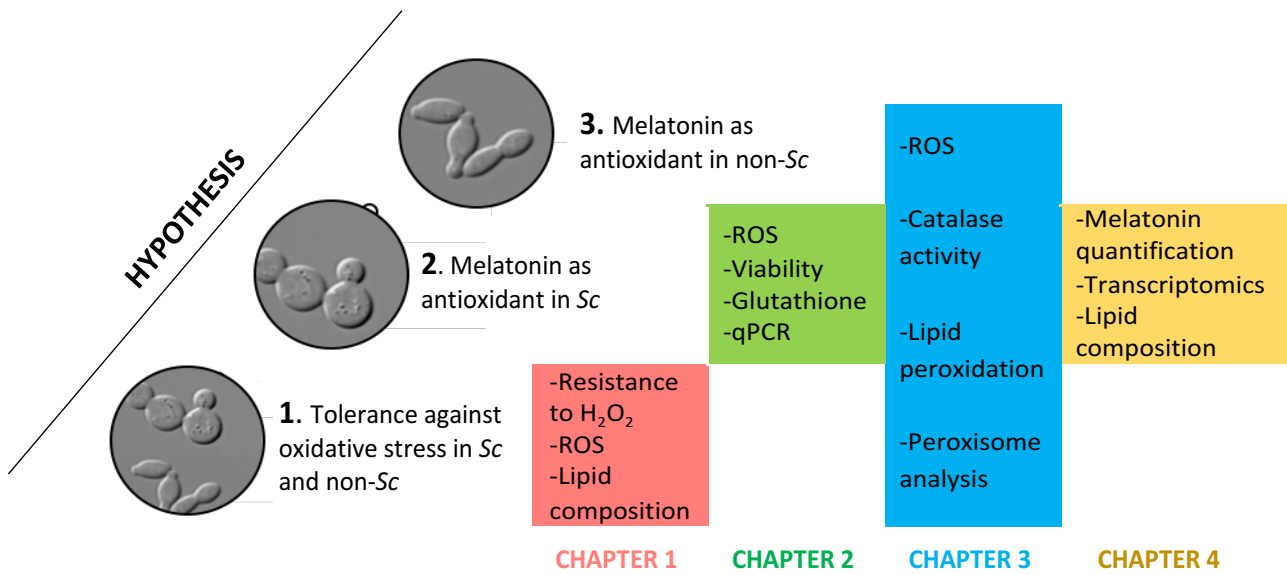 HYPOTHESIS
3. Melatonin as
antioxidant in non-Sc
2. Melatonin as
antioxidant in Sc
1. Tolerance against
oxidative stress in Sc
and non-Sc
-Resistance
to H₂O₂
-ROS
-Lipid
composition
-ROS
-Viability
-Glutathione
-qPCR
-ROS
-Catalase
activity
-Lipid
peroxidation
-Peroxisome
analysis
-Melatonin
quantification
-Transcriptomics
-Lipid
composition
CHAPTER 1
CHAPTER 2
CHAPTER 3
CHAPTER 4